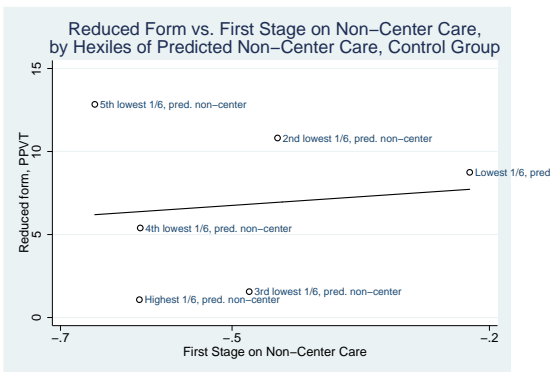 Reduced Form vs. First Stage on Non−Center Care,
by Hexiles of Predicted Non−Center Care, Control Group
15
5th lowest 1/6, pred. non−center
2nd lowest 1/6, pred. non−center
10
Lowest 1/6, pred
Reduced form, PPVT
4th lowest 1/6, pred. non−center
5
3rd lowest 1/6, pred. non−center
Highest 1/6, pred. non−center
0
−.7
−.5
−.2
First Stage on Non−Center Care